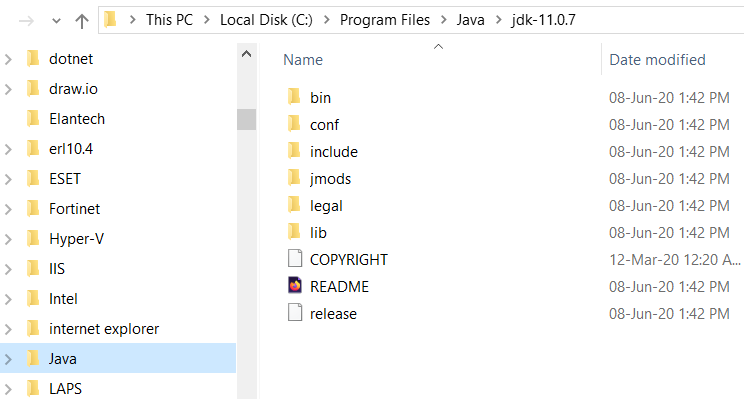 This PC > Local Disk (C:) > Program Files > Java > jdk-11.0.7
dotnet
draw.io
Elantech
erl10.4
ESET
Fortinet
Hyper-V
IIS
Intel
internet explorer
Java
LAPS
Name Date modified
bin 08-Jun-20 1:42 PM
conf 08-Jun-20 1:42 PM
include 08-Jun-20 1:42 PM
jmods 08-Jun-20 1:42 PM
legal 08-Jun-20 1:42 PM
lib 08-Jun-20 1:42 PM
COPYRIGHT 12-Mar-20 12:20 A...
README 08-Jun-20 1:42 PM
release 08-Jun-20 1:42 PM